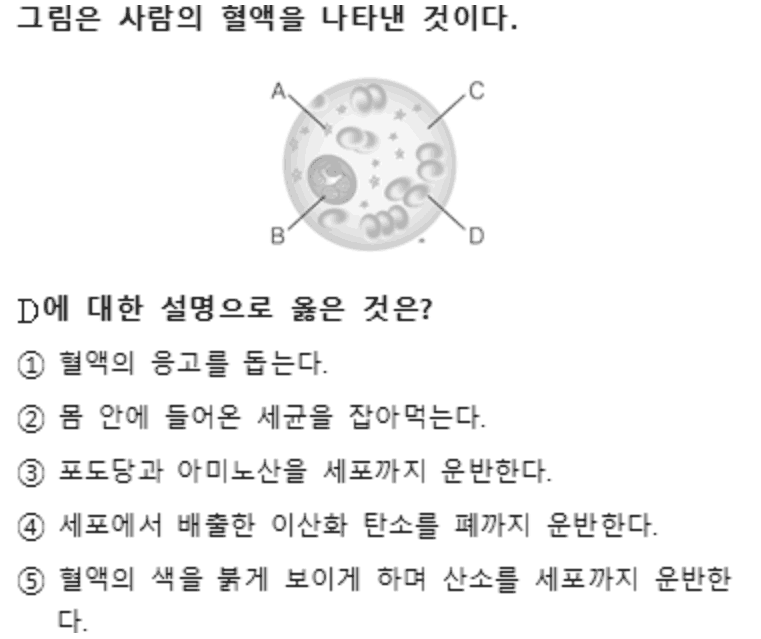 그림은 사람의 혈액을 나타낸 것이다.
A
C
B
D
D에 대한 설명으로 옳은 것은?
① 혈액의 응고를 돕는다.
② 몸 안에 들어온 세균을 잡아먹는다.
③ 포도당과 아미노산을 세포까지 운반한다.
④ 세포에서 배출한 이산화 탄소를 폐까지 운반한다.
⑤ 혈액의 색을 붉게 보이게 하며 산소를 세포까지 운반한
다.